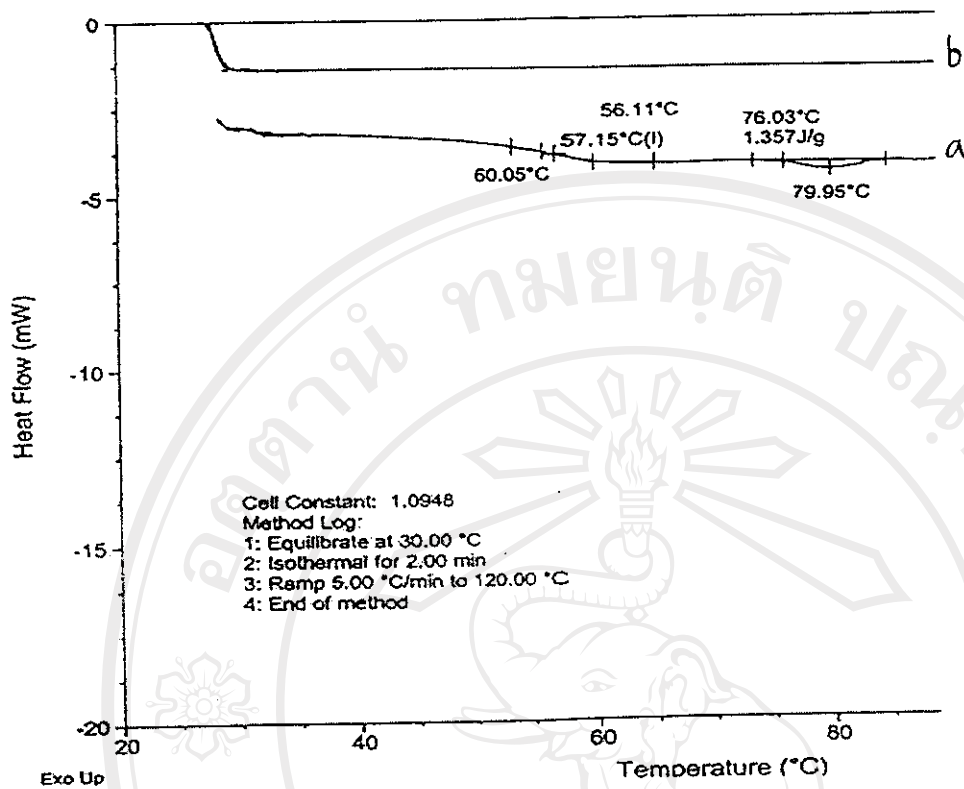 0
b
56.11°C
76.03°C
57.15°C(I)
1.357J/g
a
60.05°C
79.95°C
-5
Heat Flow (mW)
-10
Cell Constant: 1.0948
Method Log:
1: Equilibrate at 30.00 °C
2: Isothermal for 2.00 min
3: Ramp 5.00 °C/min to 120.00 °C
4: End of method
-15
-20
20
40
60
80
Exo Up
Temperature (°C)